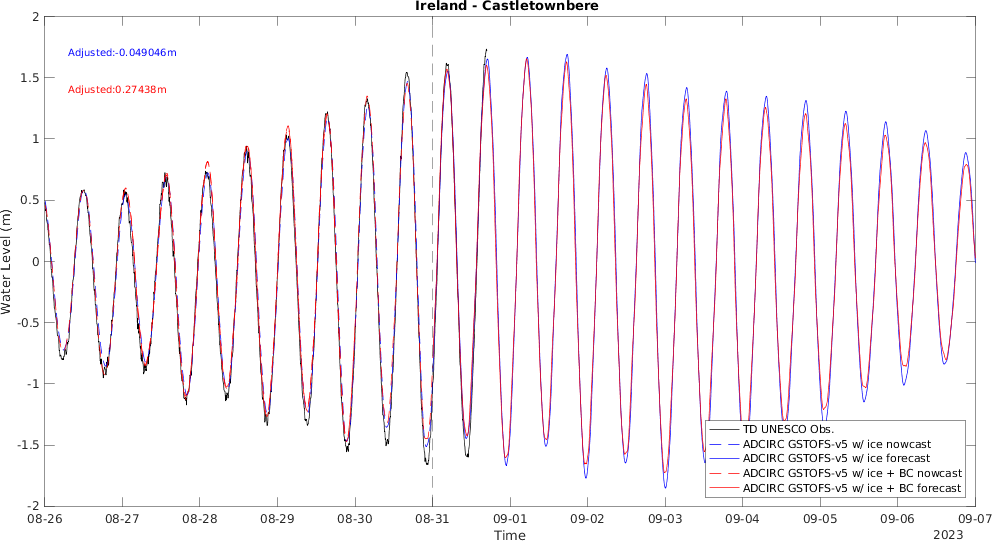 Ireland - Castletownbere
Adjusted:-0.049046m
Adjusted:0.27438m
2
1.5
1
0.5
0
-0.5
-1
-1.5
-2
Water Level (m)
TD UNESCO Obs.
ADCIRC GSTOFS-v5 w/ ice nowcast
ADCIRC GSTOFS-v5 w/ ice forecast
ADCIRC GSTOFS-v5 w/ ice + BC nowcast
ADCIRC GSTOFS-v5 w/ ice + BC forecast
08-26 08-27 08-28 08-29 08-30 08-31 09-01 09-02 09-03 09-04 09-05 09-06 09-07
Time
2023